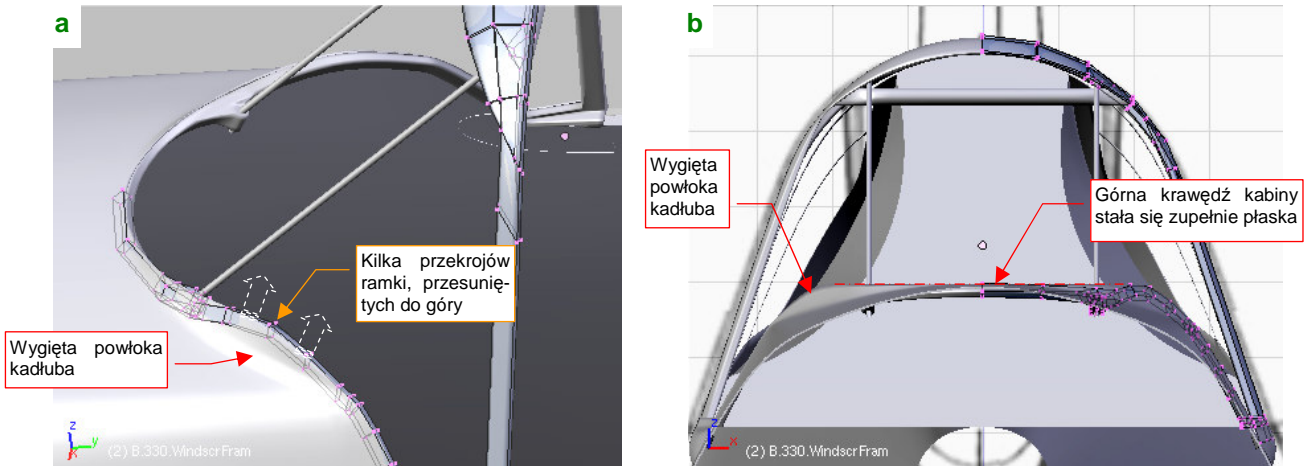 a
Kilka przekrojów
ramki, przesunię-
tych do góry
Wygięta powłoka
kadłuba
z
y
x
(2) B.330.WindscrFram
b
Wygięta
powłoka
kadłuba
Górna krawędź kabiny
stała się zupełnie płaska
z
x
(2) B.330.WindscrFram